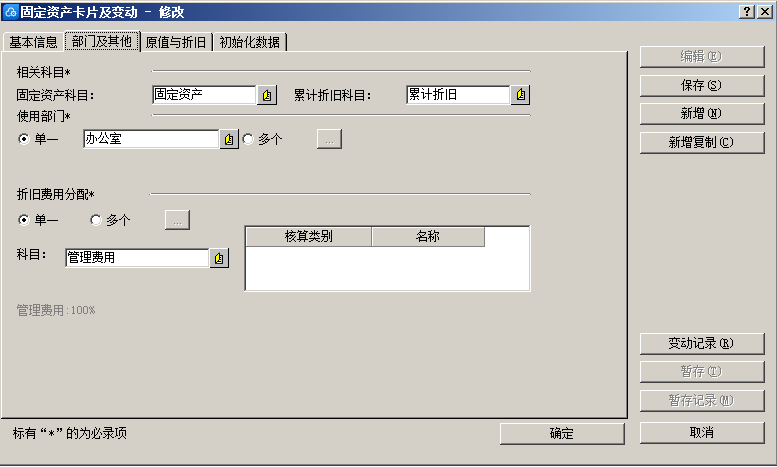 固定资产卡片及变动 - 修改
基本信息 部门及其他 原值与折旧 初始化数据
相关科目*
固定资产科目: 固定资产 累计折旧科目: 累计折旧
使用部门*
单一 办公室 多个 ...
折旧费用分配*
单一 多个 ...
科目: 管理费用
核算类别 名称
管理费用:100%
编辑(E)
保存(S)
新增(N)
新增复制(C)
变动记录(R)
暂存(T)
暂存记录(M)
标有“*”的为必录项 确定 取消